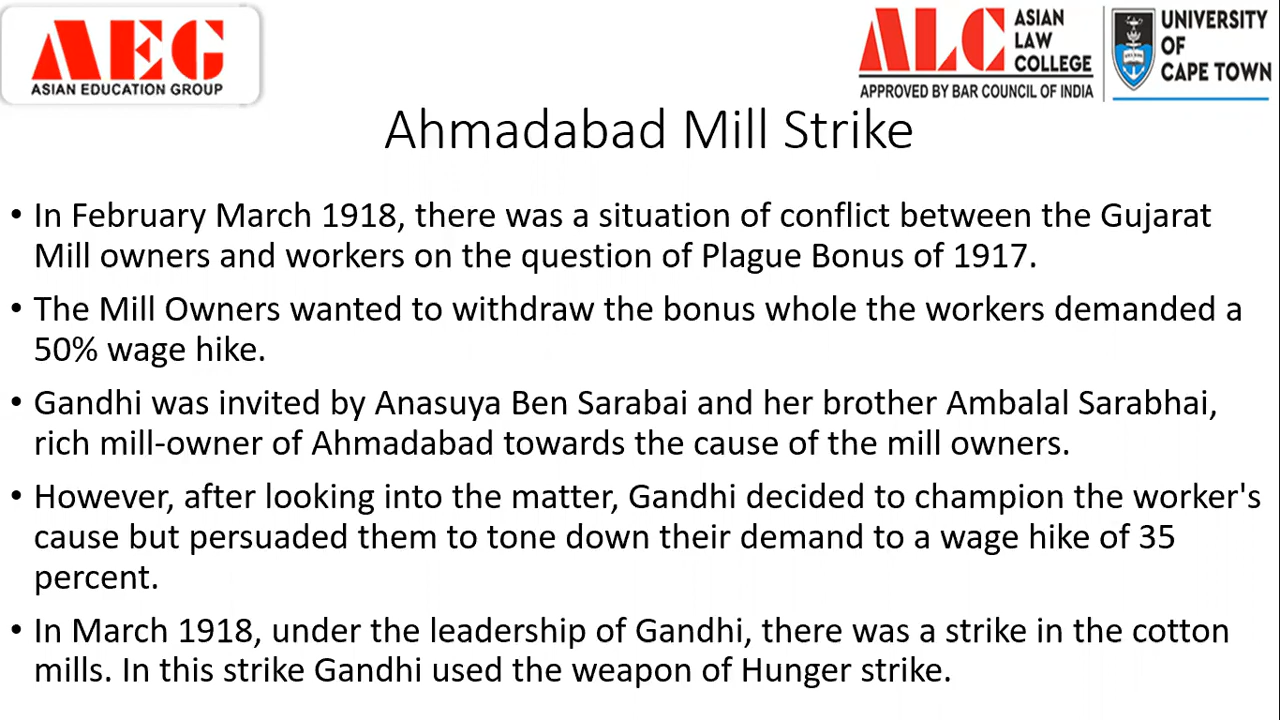 AEG
ASIAN EDUCATION GROUP
ALC
ASIAN
LAW
COLLEGE
APPROVED BY BAR COUNCIL OF INDIA
UNIVERSITY
OF
CAPE TOWN
Ahmadabad Mill Strike
• In February March 1918, there was a situation of conflict between the Gujarat
Mill owners and workers on the question of Plague Bonus of 1917.
• The Mill Owners wanted to withdraw the bonus whole the workers demanded a
50% wage hike.
• Gandhi was invited by Anasuya Ben Sarabai and her brother Ambalal Sarabhai,
rich mill-owner of Ahmadabad towards the cause of the mill owners.
• However, after looking into the matter, Gandhi decided to champion the worker's
cause but persuaded them to tone down their demand to a wage hike of 35
percent.
• In March 1918, under the leadership of Gandhi, there was a strike in the cotton
mills. In this strike Gandhi used the weapon of Hunger strike.